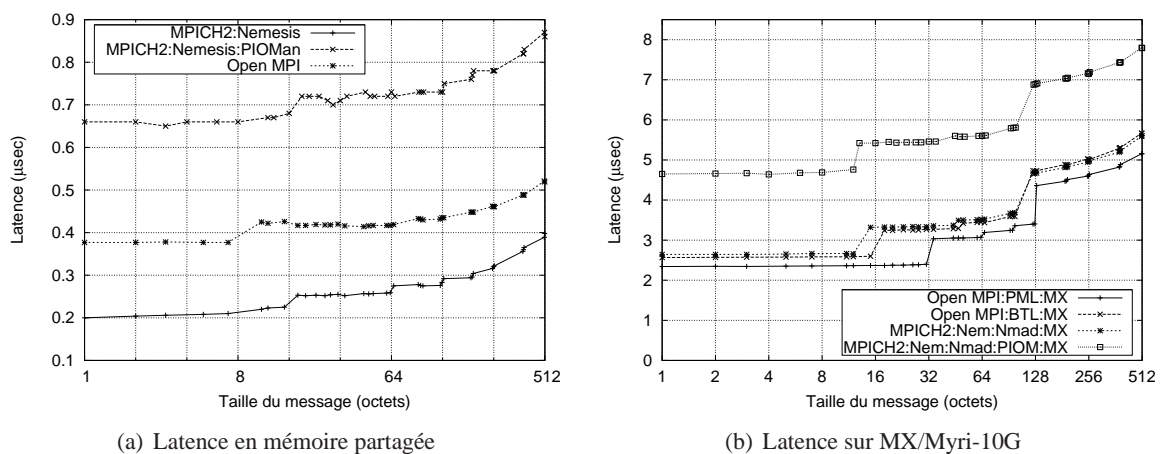 0.9
0.8
0.7
0.6
0.5
0.4
0.3
0.2
0.1
Latence (µsec)
MPICH2:Nemesis
MPICH2:Nemesis:PIOMan
Open MPI
1 8 64 512
Taille du message (octets)
(a) Latence en mémoire partagée
8
7
6
5
4
3
2
1
0
Latence (µsec)
Open MPI:PML:MX
Open MPI:BTL:MX
MPICH2:Nem:Nmad:MX
MPICH2:Nem:Nmad:PIOM:MX
1 2 4 8 16 32 64 128 256 512
Taille du message (octets)
(b) Latence sur MX/Myri-10G